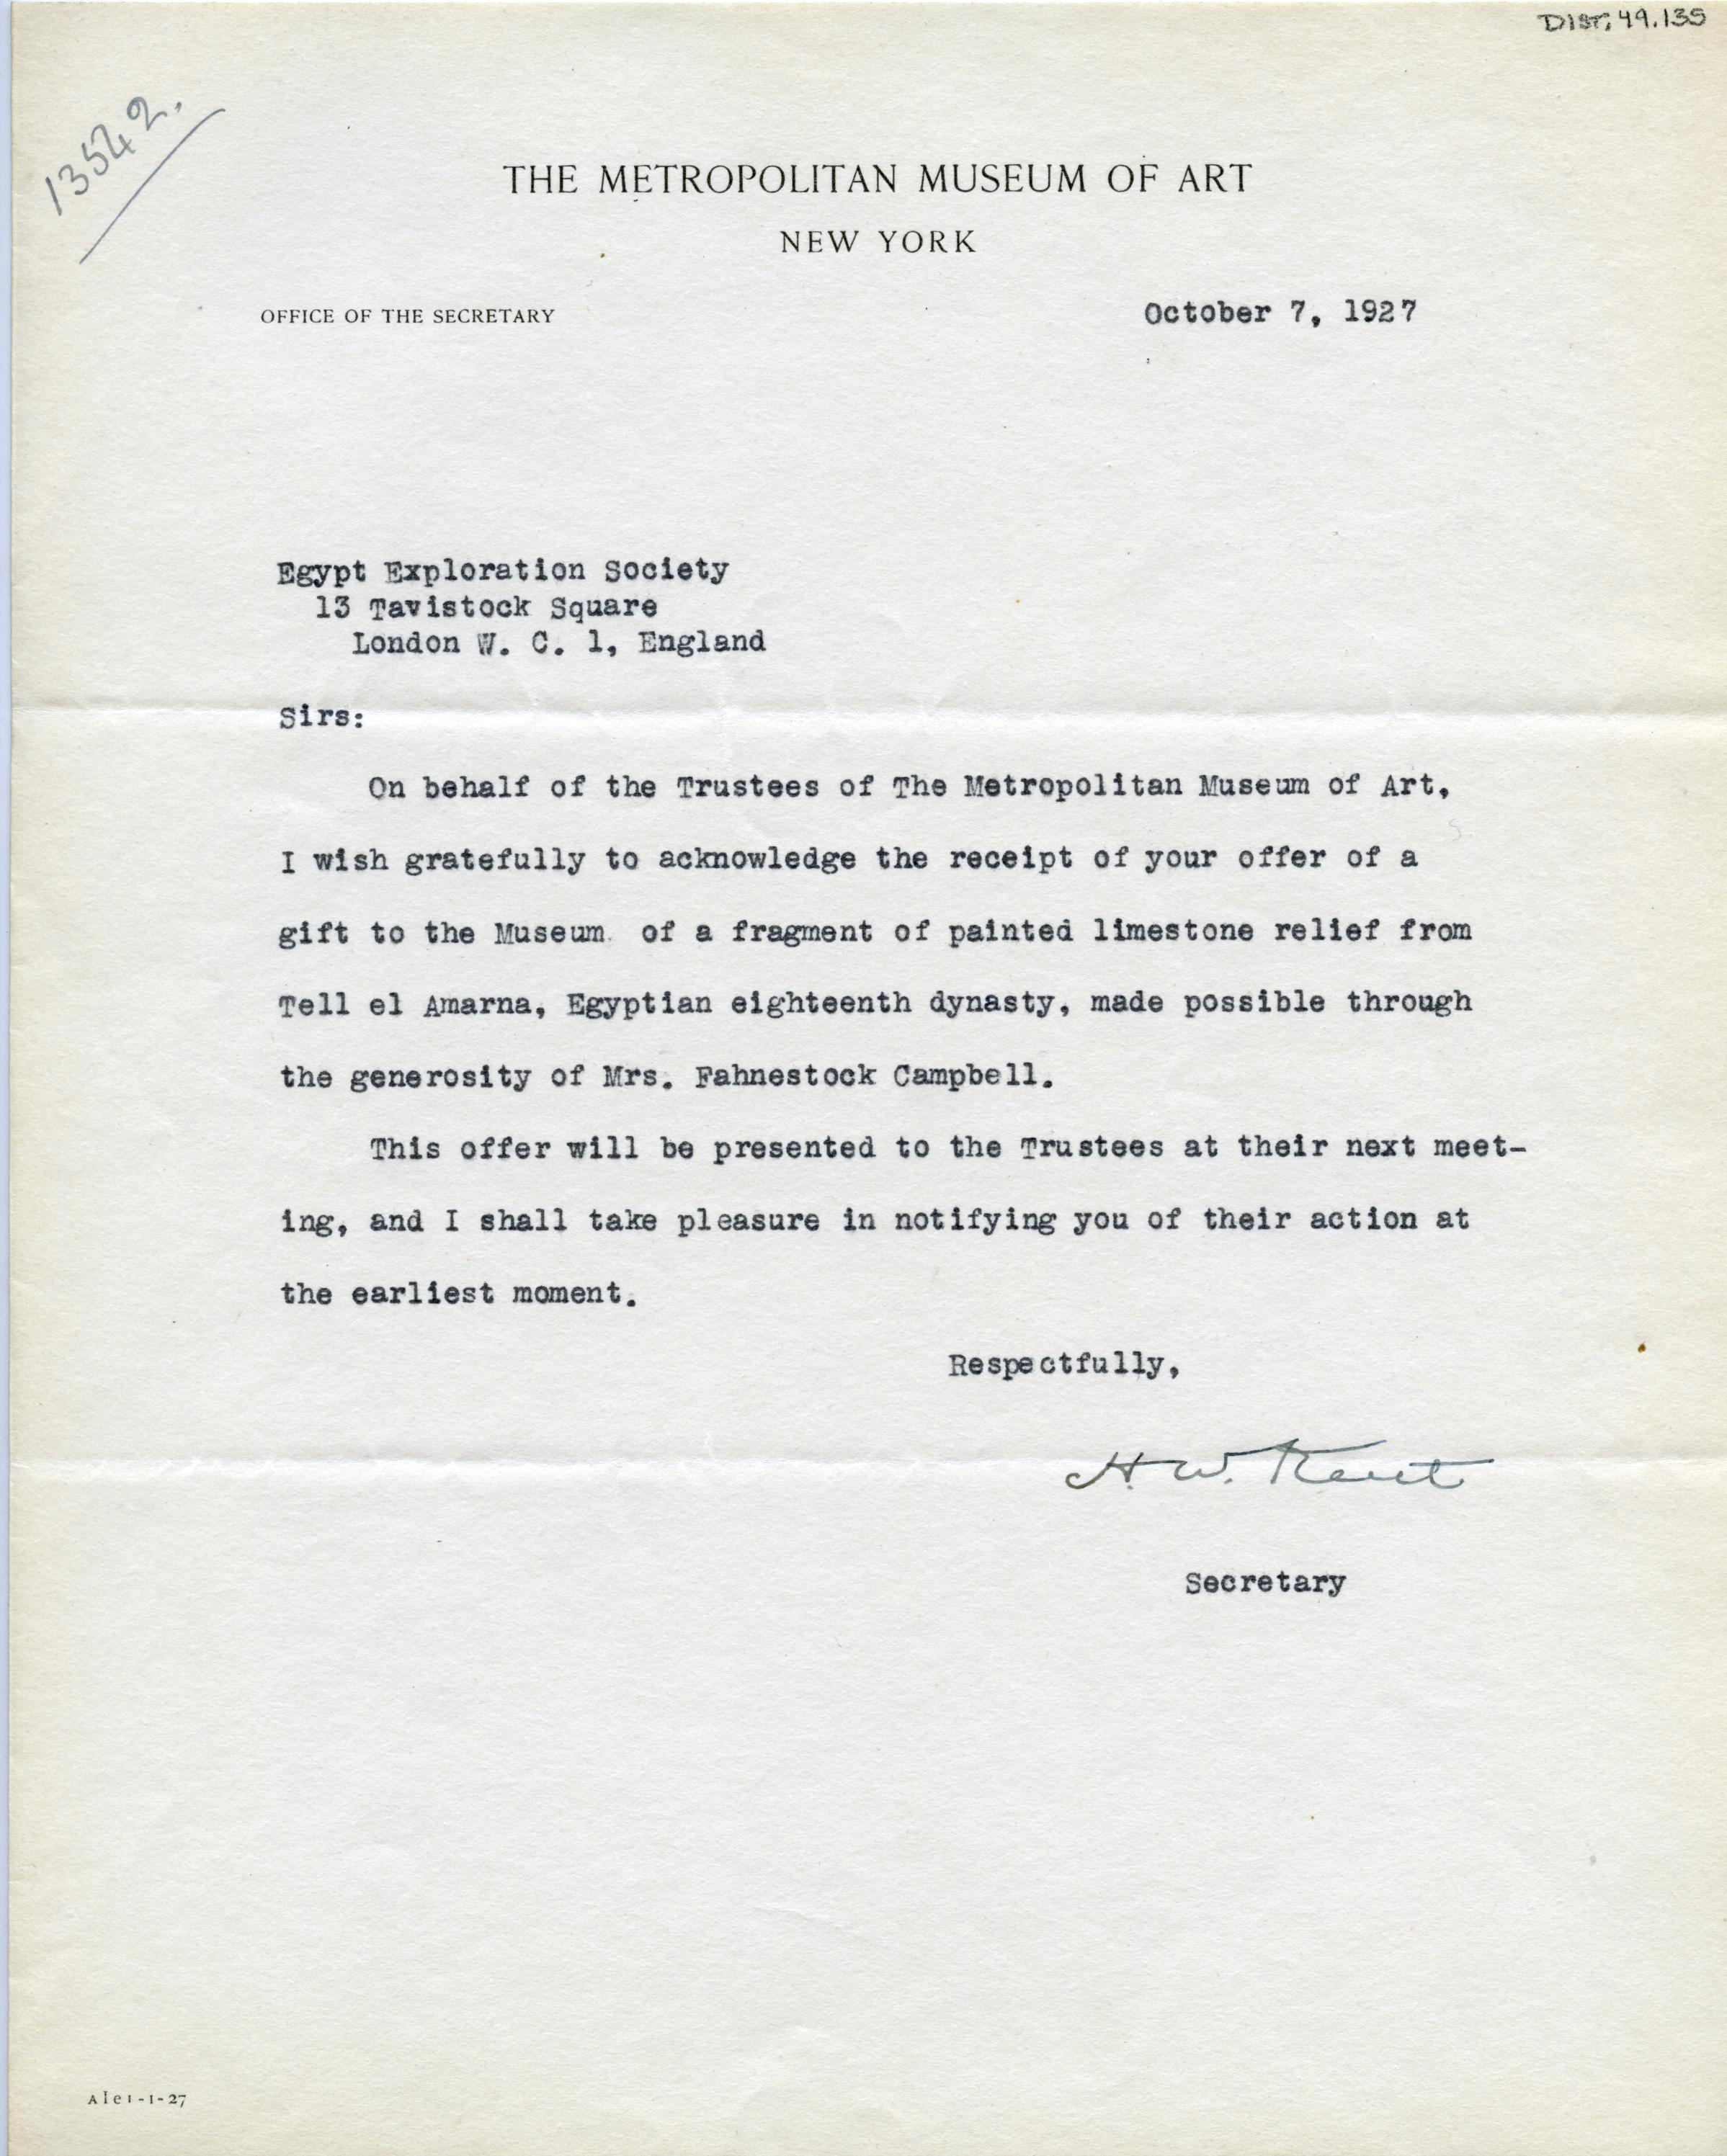 DIST. 49.135
13542.
THE METROPOLITAN MUSEUM OF ART
NEW YORK
OFFICE OF THE SECRETARY
October 7, 1927
Egypt Exploration Society
13 Tavistock Square
London W. C. 1, England
Sirs:
On behalf of the Trustees of The Metropolitan Museum of Art,
I wish gratefully to acknowledge the receipt of your offer of a
gift to the Museum of a fragment of painted limestone relief from
Tell el Amarna, Egyptian eighteenth dynasty, made possible through
the generosity of Mrs. Fahnestock Campbell.
This offer will be presented to the Trustees at their next meet-
ing, and I shall take pleasure in notifying you of their action at
the earliest moment.
Respectfully,
H. W. Kent
Secretary
A1e1-1-27